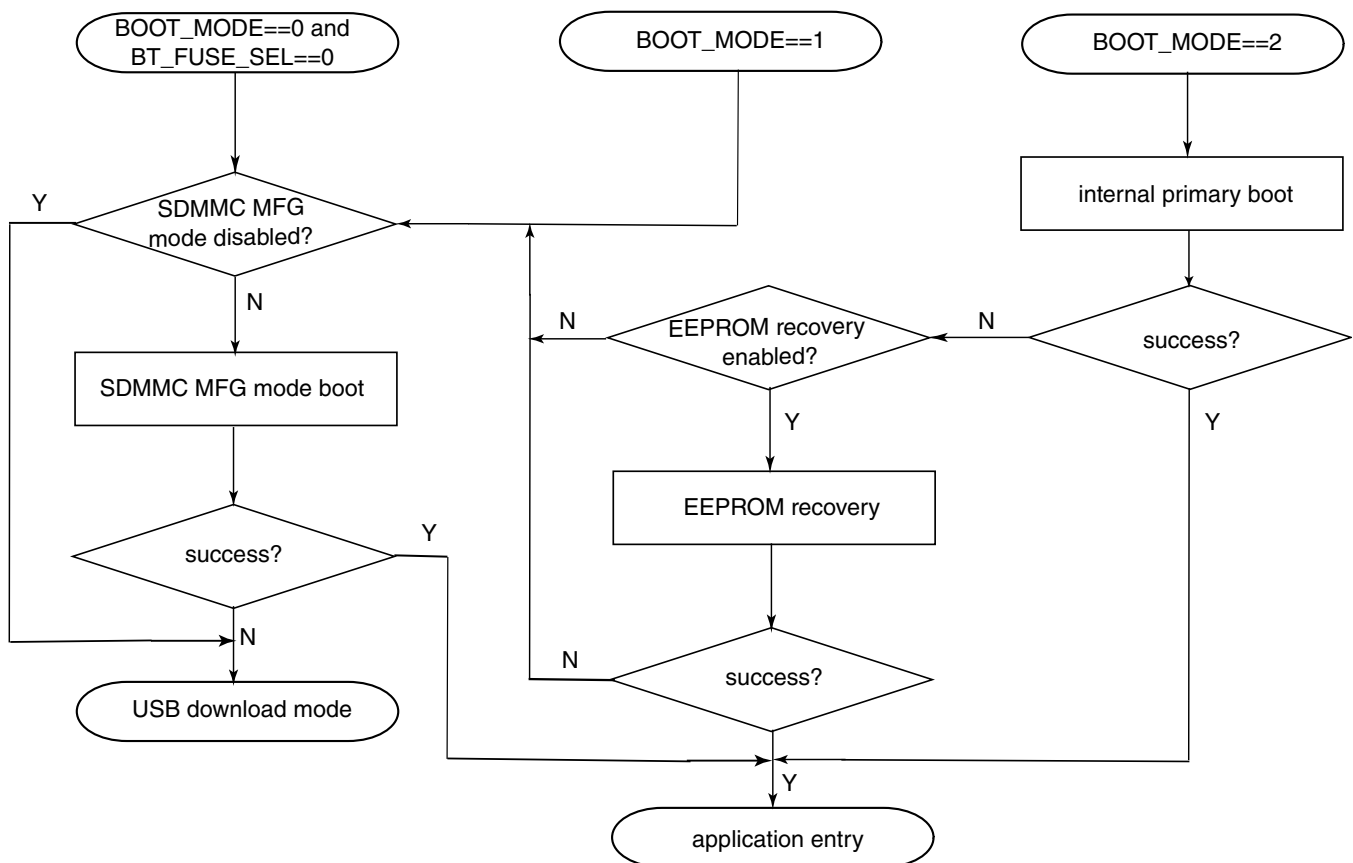 BOOT_MODE==0 and
BT_FUSE_SEL==0
BOOT_MODE==1
BOOT_MODE==2
Y
SDMMC MFG
mode disabled?
internal primary boot
N
N
EEPROM recovery
enabled?
N
success?
SDMMC MFG mode boot
Y
Y
EEPROM recovery
success?
Y
N
N
success?
USB download mode
Y
application entry